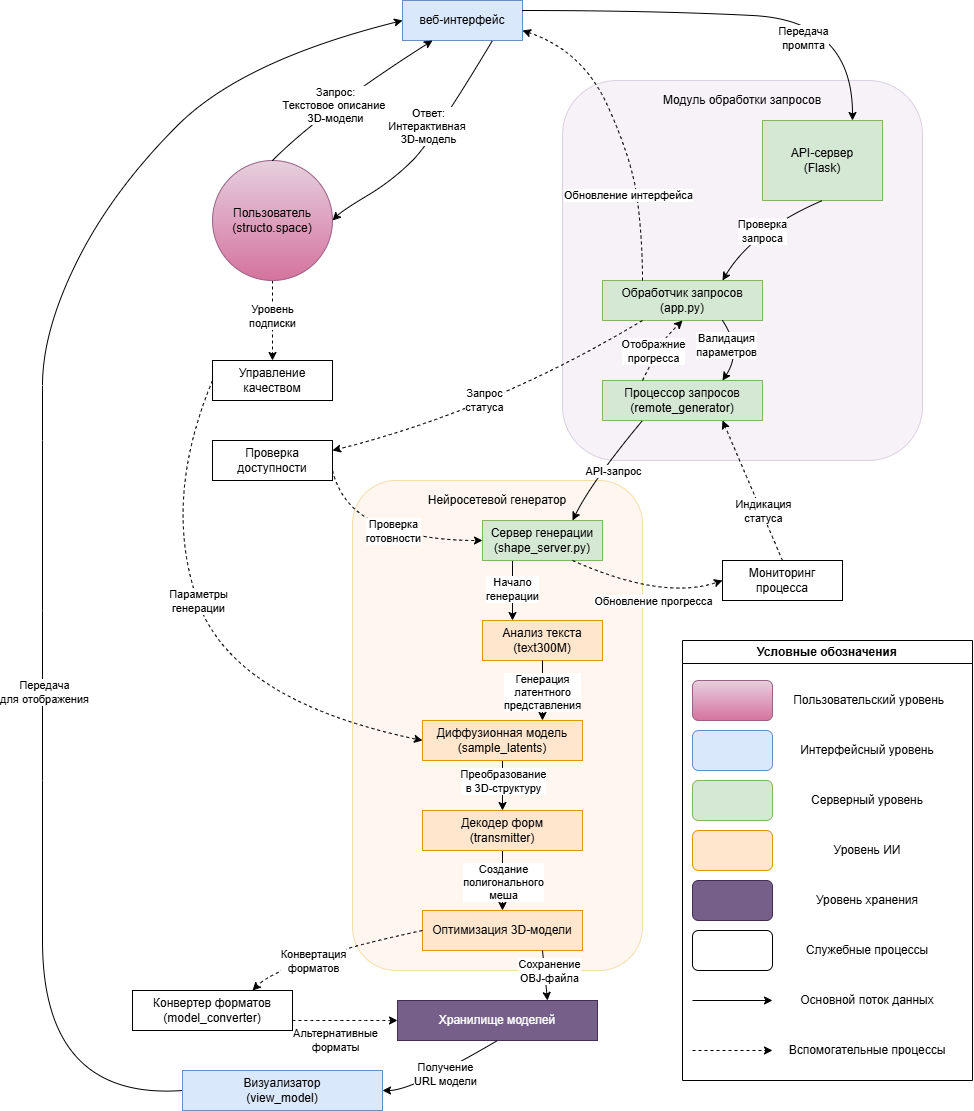 веб-интерфейс
Передача
промпта
Запрос:
Текстовое описание
3D-модели
Ответ:
Интерактивная
3D-модель
Модуль обработки запросов
API-сервер
(Flask)
Обновление интерфейса
Пользователь
(structo.space)
Проверка
запроса
Уровень
подписки
Обработчик запросов
(app.py)
Отображние
прогресса
Валидация
параметров
Управление
качеством
Запрос
статуса
Процессор запросов
(remote_generator)
Проверка
доступности
API-запрос
Нейросетевой генератор
Индикация
статуса
Проверка
готовности
Сервер генерации
(shape_server.py)
Мониторинг
процесса
Начало
генерации
Обновление прогресса
Параметры
генерации
Анализ текста
(text300M)
Генерация
латентного
представления
Передача
для отображения
Диффузионная модель
(sample_latents)
Преобразование
в 3D-структуру
Декодер форм
(transmitter)
Создание
полигонального
меша
Оптимизация 3D-модели
Конвертация
форматов
Сохранение
OBJ-файла
Конвертер форматов
(model_converter)
Альтернативные
форматы
Хранилище моделей
Получение
URL модели
Визуализатор
(view_model)
Условные обозначения
Пользовательский уровень
Интерфейсный уровень
Серверный уровень
Уровень ИИ
Уровень хранения
Служебные процессы
Основной поток данных
Вспомогательные процессы